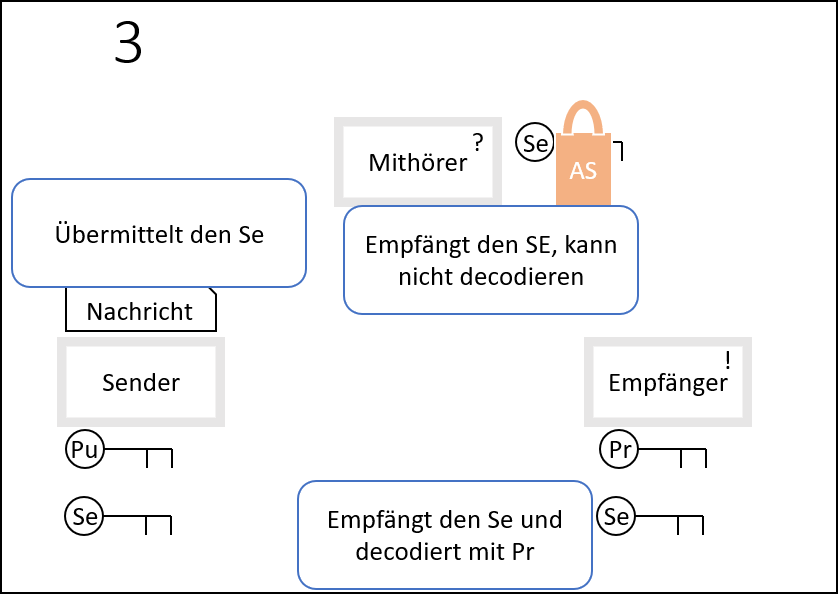 3
?
Mithörer
Se
AS
Übermittelt den Se
Empfängt den SE, kann
nicht decodieren
Nachricht
Sender
!
Empfänger
Pu
Pr
Se
Empfängt den Se und
decodiert mit Pr
Se